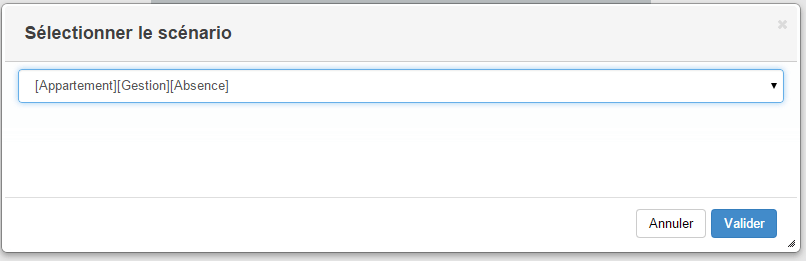 Sélectionner le scénario
[Appartement][Gestion][Absence]
Annuler Valider